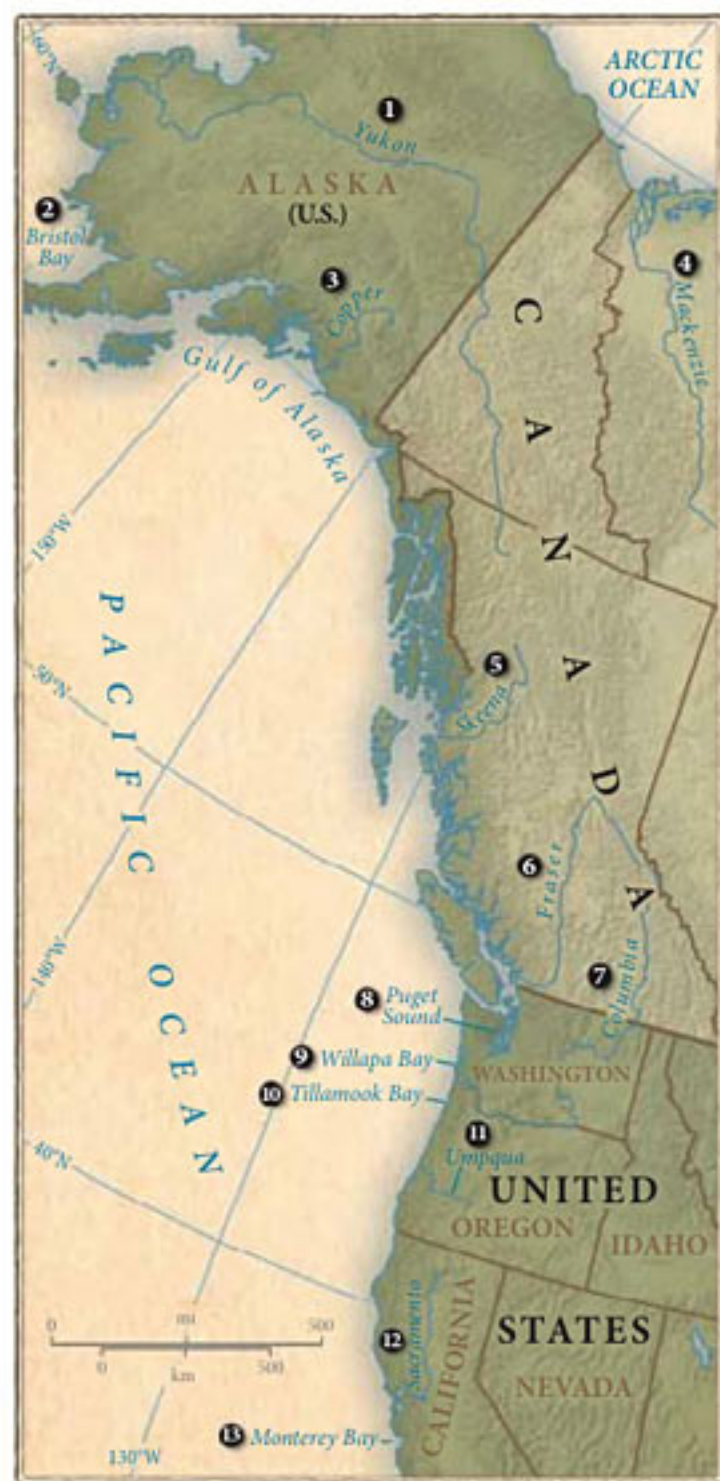 60°N
ARCTIC
OCEAN
1
Yukon
ALASKA
(U.S.)
2
Bristol
Bay
3
Copper
4
Mackenzie
Gulf of Alaska
CANADA
150°W
PACIFIC OCEAN
50°N
5
Skeena
6
Fraser
7
Columbia
140°W
8
Puget
Sound
9
Willapa Bay
WASHINGTON
10
Tillamook Bay
11
Umpqua
40°N
UNITED
OREGON
IDAHO
0
mi
500
0
km
500
12
Sacramento
CALIFORNIA
STATES
NEVADA
13
Monterey Bay
130°W